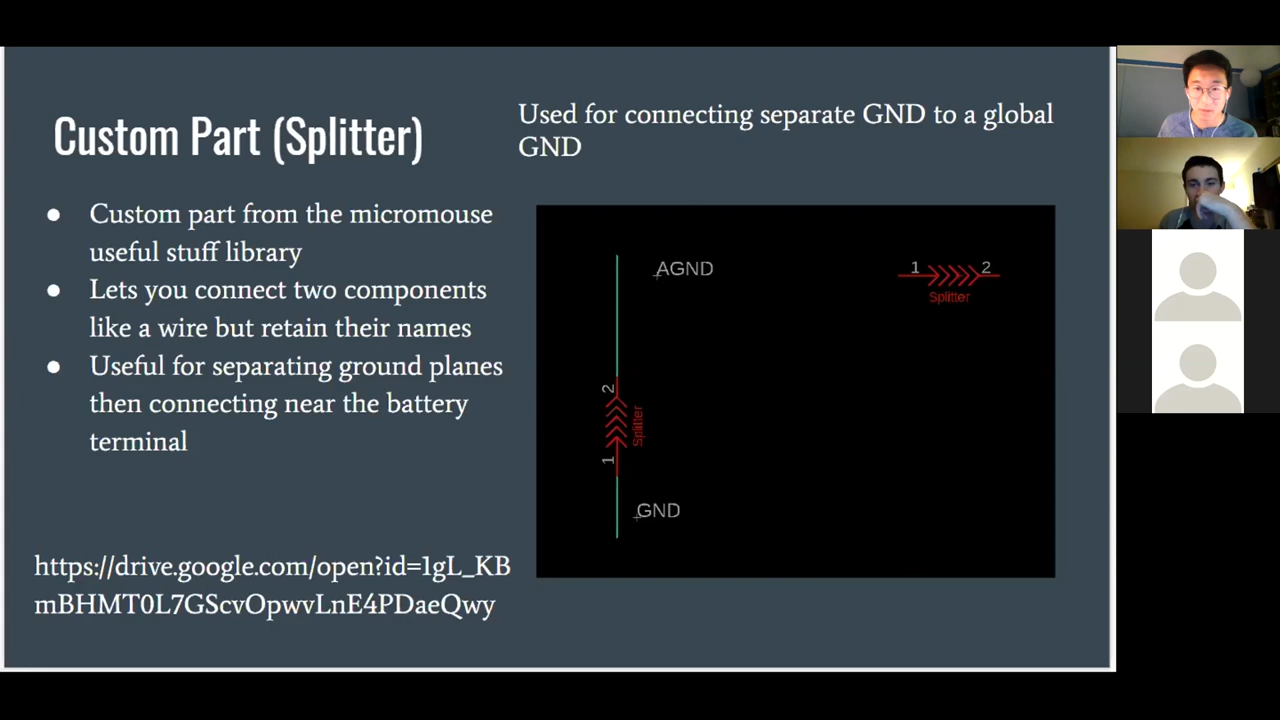 Custom Part (Splitter)
Used for connecting separate GND to a global
GND
● Custom part from the micromouse
useful stuff library
● Lets you connect two components
like a wire but retain their names
● Useful for separating ground planes
then connecting near the battery
terminal
https://drive.google.com/open?id=1gL_KB
mBHMT0L7GScvOpwvLnE4PDaeQwy
AGND
1 2
Splitter
2
Splitter
1
GND